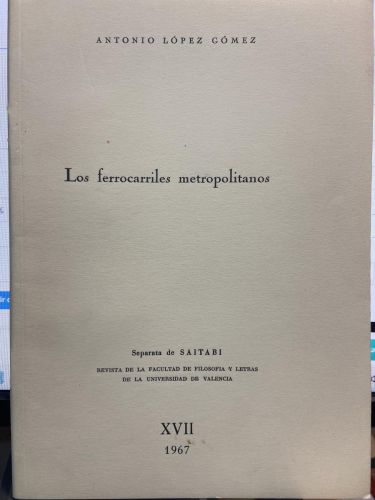 ANTONIO LÓPEZ GÓMEZ
Los ferrocarriles metropolitanos
Separata de SAITABI
REVISTA DE LA FACULTAD DE FILOSOFIA Y LETRAS
DE LA UNIVERSIDAD DE VALENCIA
XVII
1967